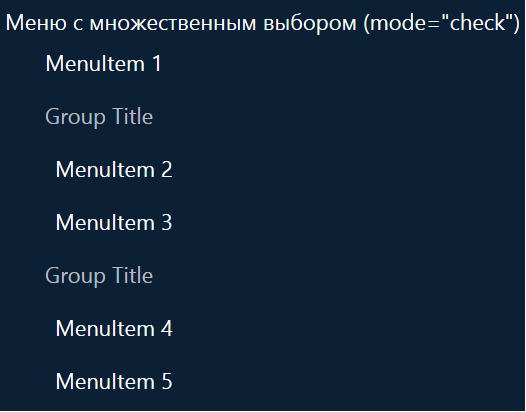 Меню с множественным выбором (mode="check")
MenuItem 1
Group Title
MenuItem 2
MenuItem 3
Group Title
MenuItem 4
MenuItem 5